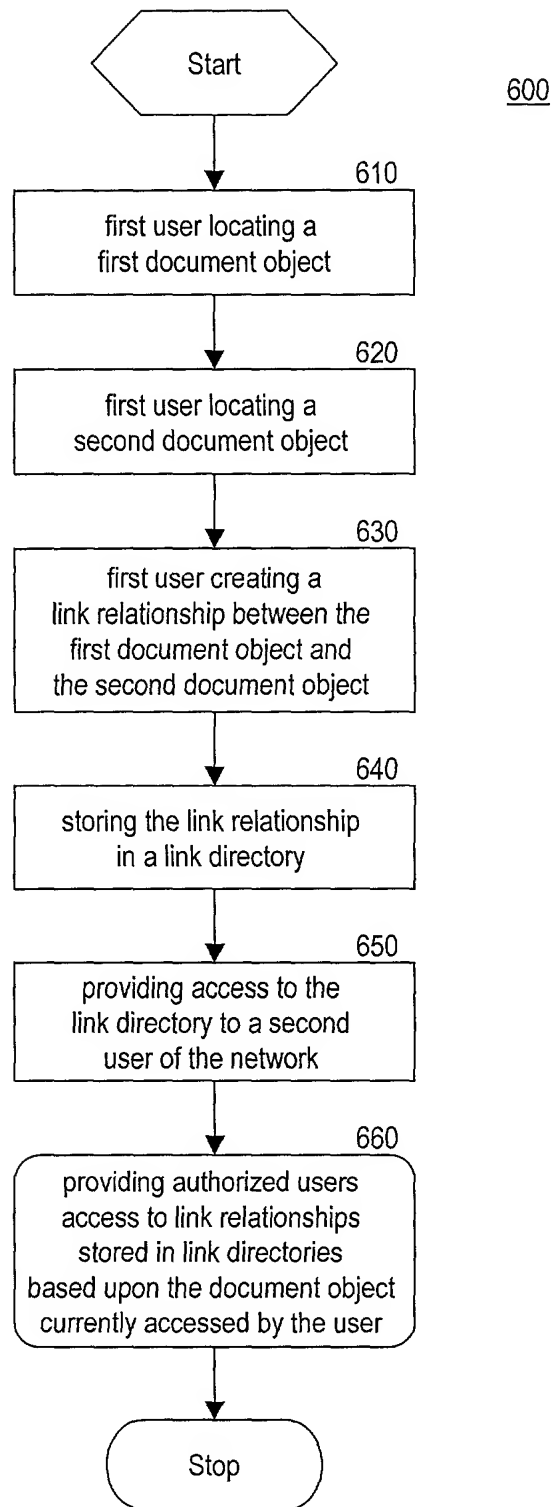 Start
600
610
first user locating a
first document object
620
first user locating a
second document object
630
first user creating a
link relationship between the
first document object and
the second document object
640
storing the link relationship
in a link directory
650
providing access to the
link directory to a second
user of the network
660
providing authorized users
access to link relationships
stored in link directories
based upon the document object
currently accessed by the user
Stop